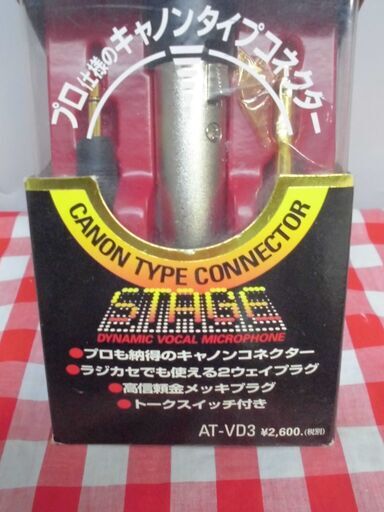 プロ仕様のキャノンタイプコネクター
CANON TYPE CONNECTOR
STAGE
DYNAMIC VOCAL MICROPHONE
●プロも納得のキャノンコネクター
●ラジカセでも使える2ウェイプラグ
●高信頼金メッキプラグ
●トークスイッチ付き
AT-VD3 ¥2,600.(税別)